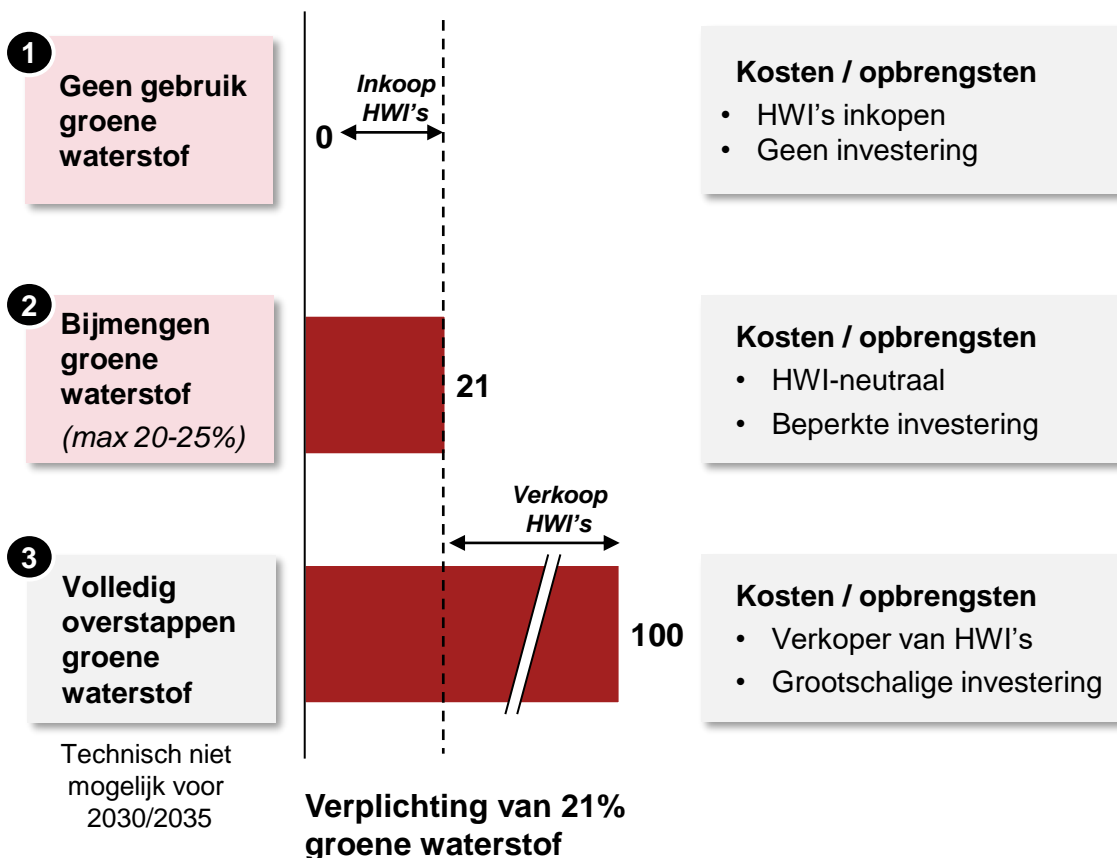 1
Geen gebruik
groene
waterstof
Inkoop
HWI's
0
Kosten / opbrengsten
• HWI's inkopen
• Geen investering
2
Bijmengen
groene
waterstof
(max 20-25%)
21
Kosten / opbrengsten
• HWI-neutraal
• Beperkte investering
Verkoop
HWI's
3
Volledig
overstappen
groene
waterstof
100
Kosten / opbrengsten
• Verkoper van HWI's
• Grootschalige investering
Technisch niet
mogelijk voor
2030/2035
Verplichting van 21%
groene waterstof